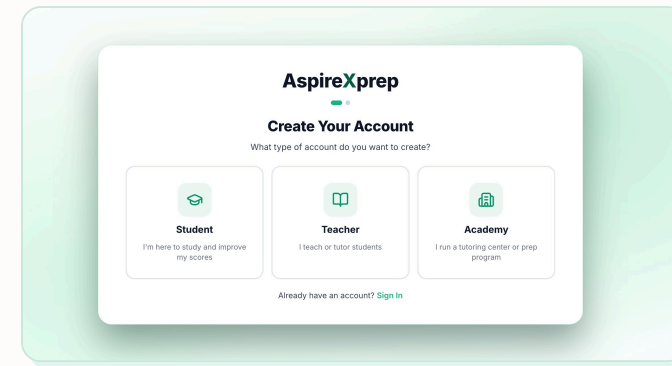 AspireXprep
Create Your Account
What type of account do you want to create?
Student
I'm here to study and improve
my scores
Teacher
I teach or tutor students
Academy
I run a tutoring center or prep
program
Already have an account? Sign In